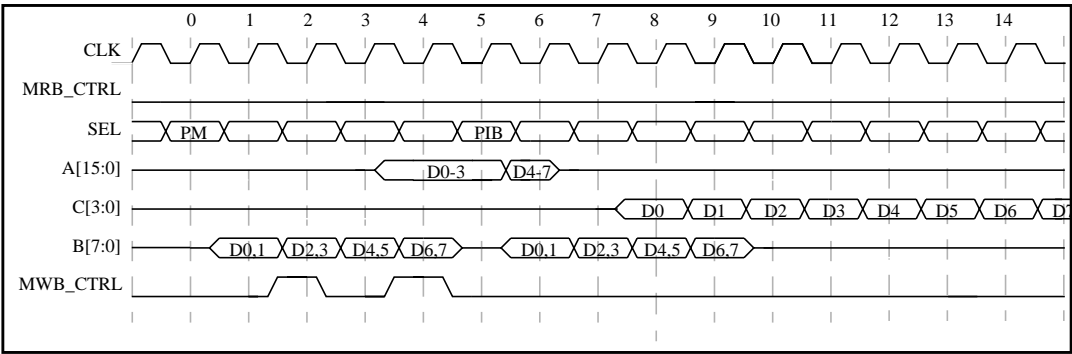 0 1 2 3 4 5 6 7 8 9 10 11 12 13 14
CLK
MRB_CTRL
SEL PM PIB
A[15:0] D0-3 D4-7
C[3:0] D0 D1 D2 D3 D4 D5 D6 D7
B[7:0] D0,1 D2,3 D4,5 D6,7 D0,1 D2,3 D4,5 D6,7
MWB_CTRL